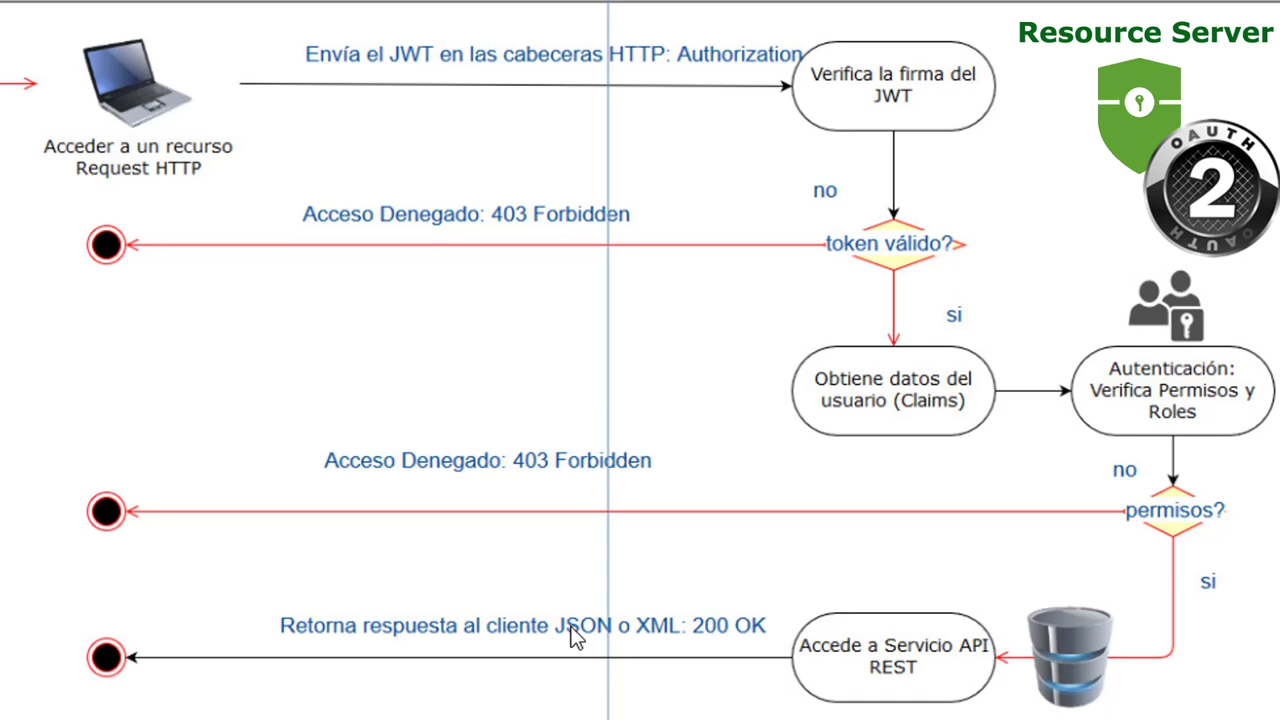 Resource Server
Envía el JWT en las cabeceras HTTP: Authorization
Verifica la firma del
JWT
Acceder a un recurso
Request HTTP
OAUTH
2
OAUTH
no
Acceso Denegado: 403 Forbidden
token válido?
si
Obtiene datos del
usuario (Claims)
Autenticación:
Verifica Permisos y
Roles
Acceso Denegado: 403 Forbidden
no
permisos?
si
Retorna respuesta al cliente JSON o XML: 200 OK
Accede a Servicio API
REST